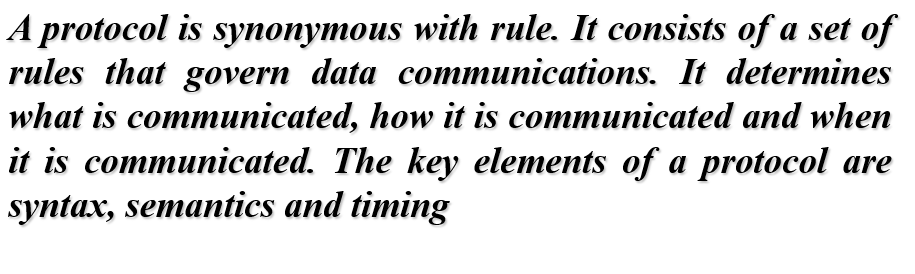 A protocol is synonymous with rule. It consists of a set of
rules that govern data communications. It determines
what is communicated, how it is communicated and when
it is communicated. The key elements of a protocol are
syntax, semantics and timing